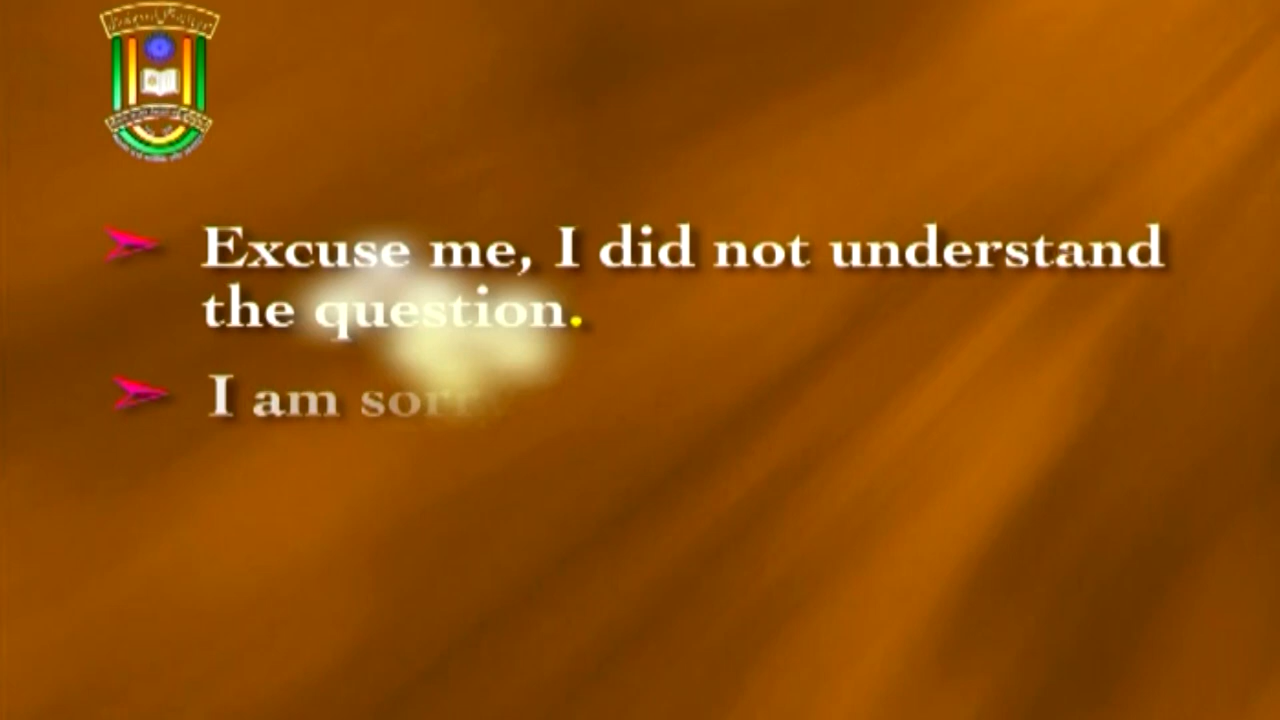 Excuse me, I did not understand
the question.
I am